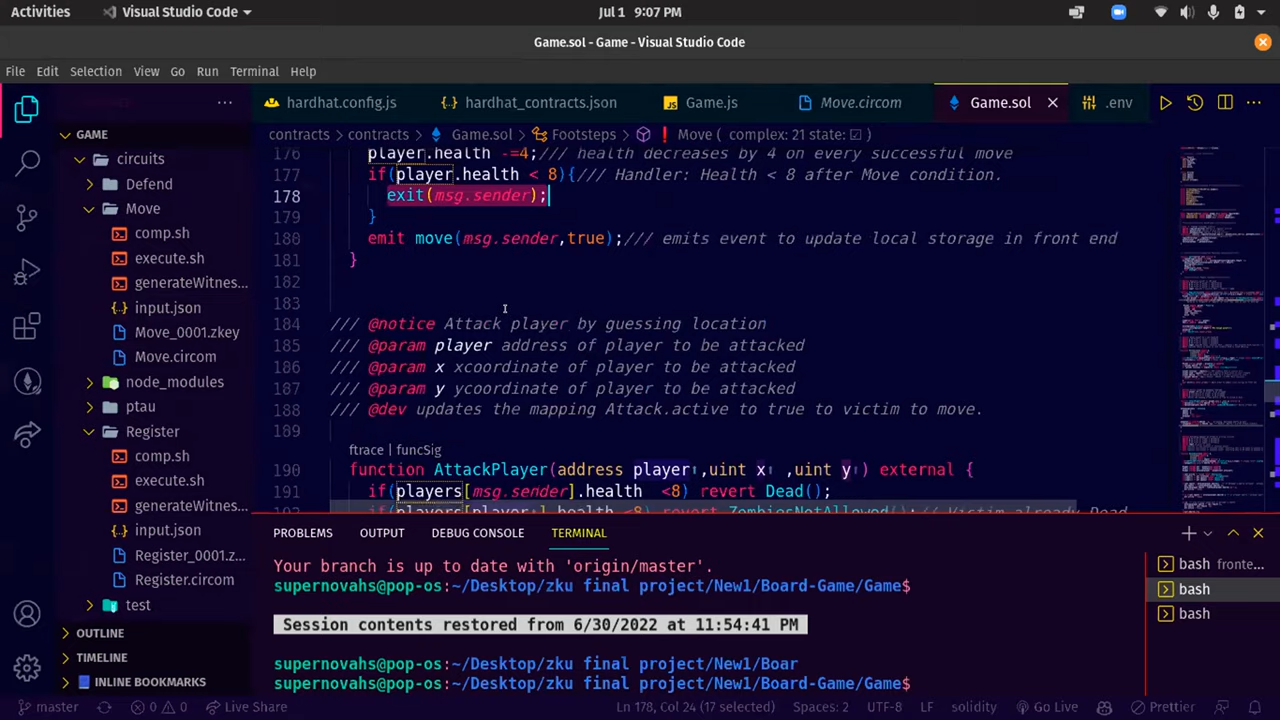 Activities
Visual Studio Code
Jul 1 9:07 PM
Game.sol - Game - Visual Studio Code
File Edit Selection View Go Run Terminal Help
hardhat.config.js hardhat_contracts.json Game.js Move.circom Game.sol .env
GAME
circuits
Defend
Move
comp.sh
execute.sh
generateWitnes...
input.json
Move_0001.zkey
Move.circom
node_modules
ptau
Register
comp.sh
execute.sh
generateWitnes...
input.json
Register_0001.z...
Register.circom
test
OUTLINE
TIMELINE
INLINE BOOKMARKS
contracts > contracts > Game.sol > Footsteps > Move ( complex: 21 state: ☑ )
176 player.health -=4;/// health decreases by 4 on every successful move
177 if(player.health < 8){/// Handler: Health < 8 after Move condition.
178 exit(msg.sender);
179 }
180 emit move(msg.sender,true);/// emits event to update local storage in front end
181 }
182
183
184 /// @notice Attack player by guessing location
185 /// @param player address of player to be attacked
186 /// @param x xcoordinate of player to be attacked
187 /// @param y ycoordinate of player to be attacked
188 /// @dev updates the mapping Attack.active to true to victim to move.
189
ftrace | funcSig
190 function AttackPlayer(address player↑,uint x↑ ,uint y↑) external {
191 if(players[msg.sender].health <8) revert Dead();
if(players[player↑].health <8) revert ZombiesNotAllowed();// Victim already Dead
PROBLEMS OUTPUT DEBUG CONSOLE TERMINAL
Your branch is up to date with 'origin/master'.
supernovahs@pop-os:~/Desktop/zku final project/New1/Board-Game/Game$
Session contents restored from 6/30/2022 at 11:54:41 PM
supernovahs@pop-os:~/Desktop/zku final project/New1/Boar
supernovahs@pop-os:~/Desktop/zku final project/New1/Board-Game/Game$
bash fronte...
bash
bash
master 0 0 Live Share Ln 178, Col 24 (17 selected) Spaces: 2 UTF-8 LF solidity Go Live Prettier